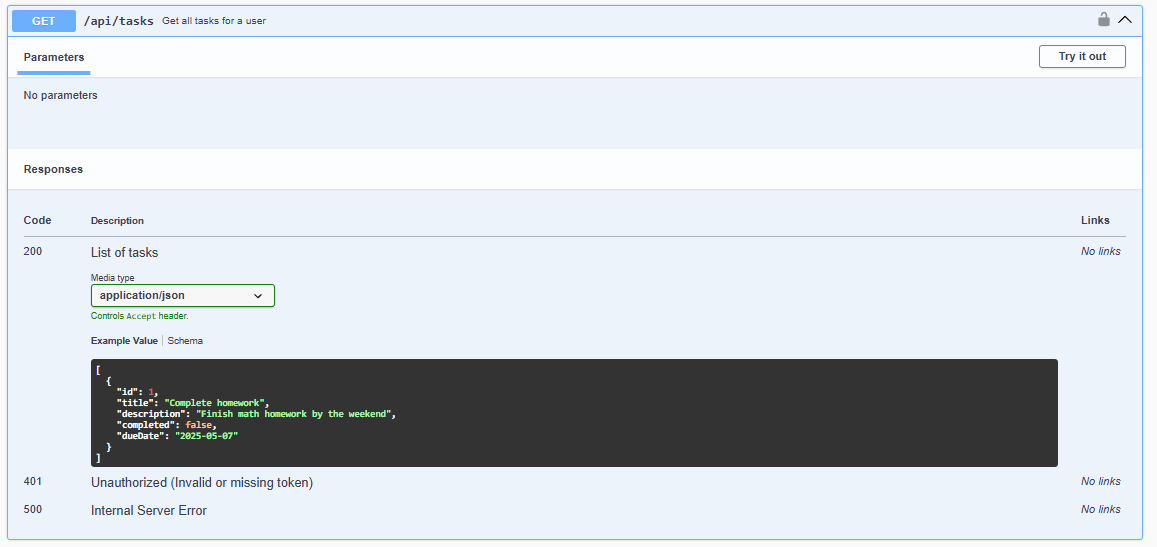 GET /api/tasks Get all tasks for a user
Parameters Try it out
No parameters
Responses
Code Description Links
200 List of tasks No links
Media type
application/json
Controls Accept header.
Example Value Schema
[
  {
    "id": 1,
    "title": "Complete homework",
    "description": "Finish math homework by the weekend",
    "completed": false,
    "dueDate": "2025-05-07"
  }
]
401 Unauthorized (Invalid or missing token) No links
500 Internal Server Error No links